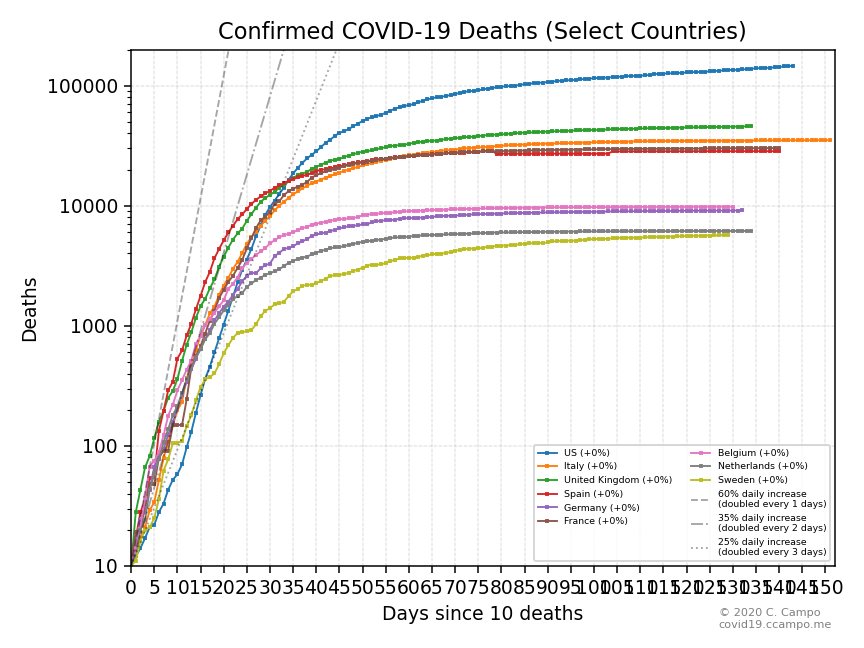 Confirmed COVID-19 Deaths (Select Countries)
Deaths
100000
10000
1000
100
10
US (+0%)
Italy (+0%)
United Kingdom (+0%)
Spain (+0%)
Germany (+0%)
France (+0%)
Belgium (+0%)
Netherlands (+0%)
Sweden (+0%)
60% daily increase
(doubled every 1 days)
35% daily increase
(doubled every 2 days)
25% daily increase
(doubled every 3 days)
0 5 10 15 20 25 30 35 40 45 50 55 60 65 70 75 80 85 90 95 100 105 110 115 120 125 130 135 140 145 150
Days since 10 deaths
© 2020 C. Campo
covid19.ccampo.me